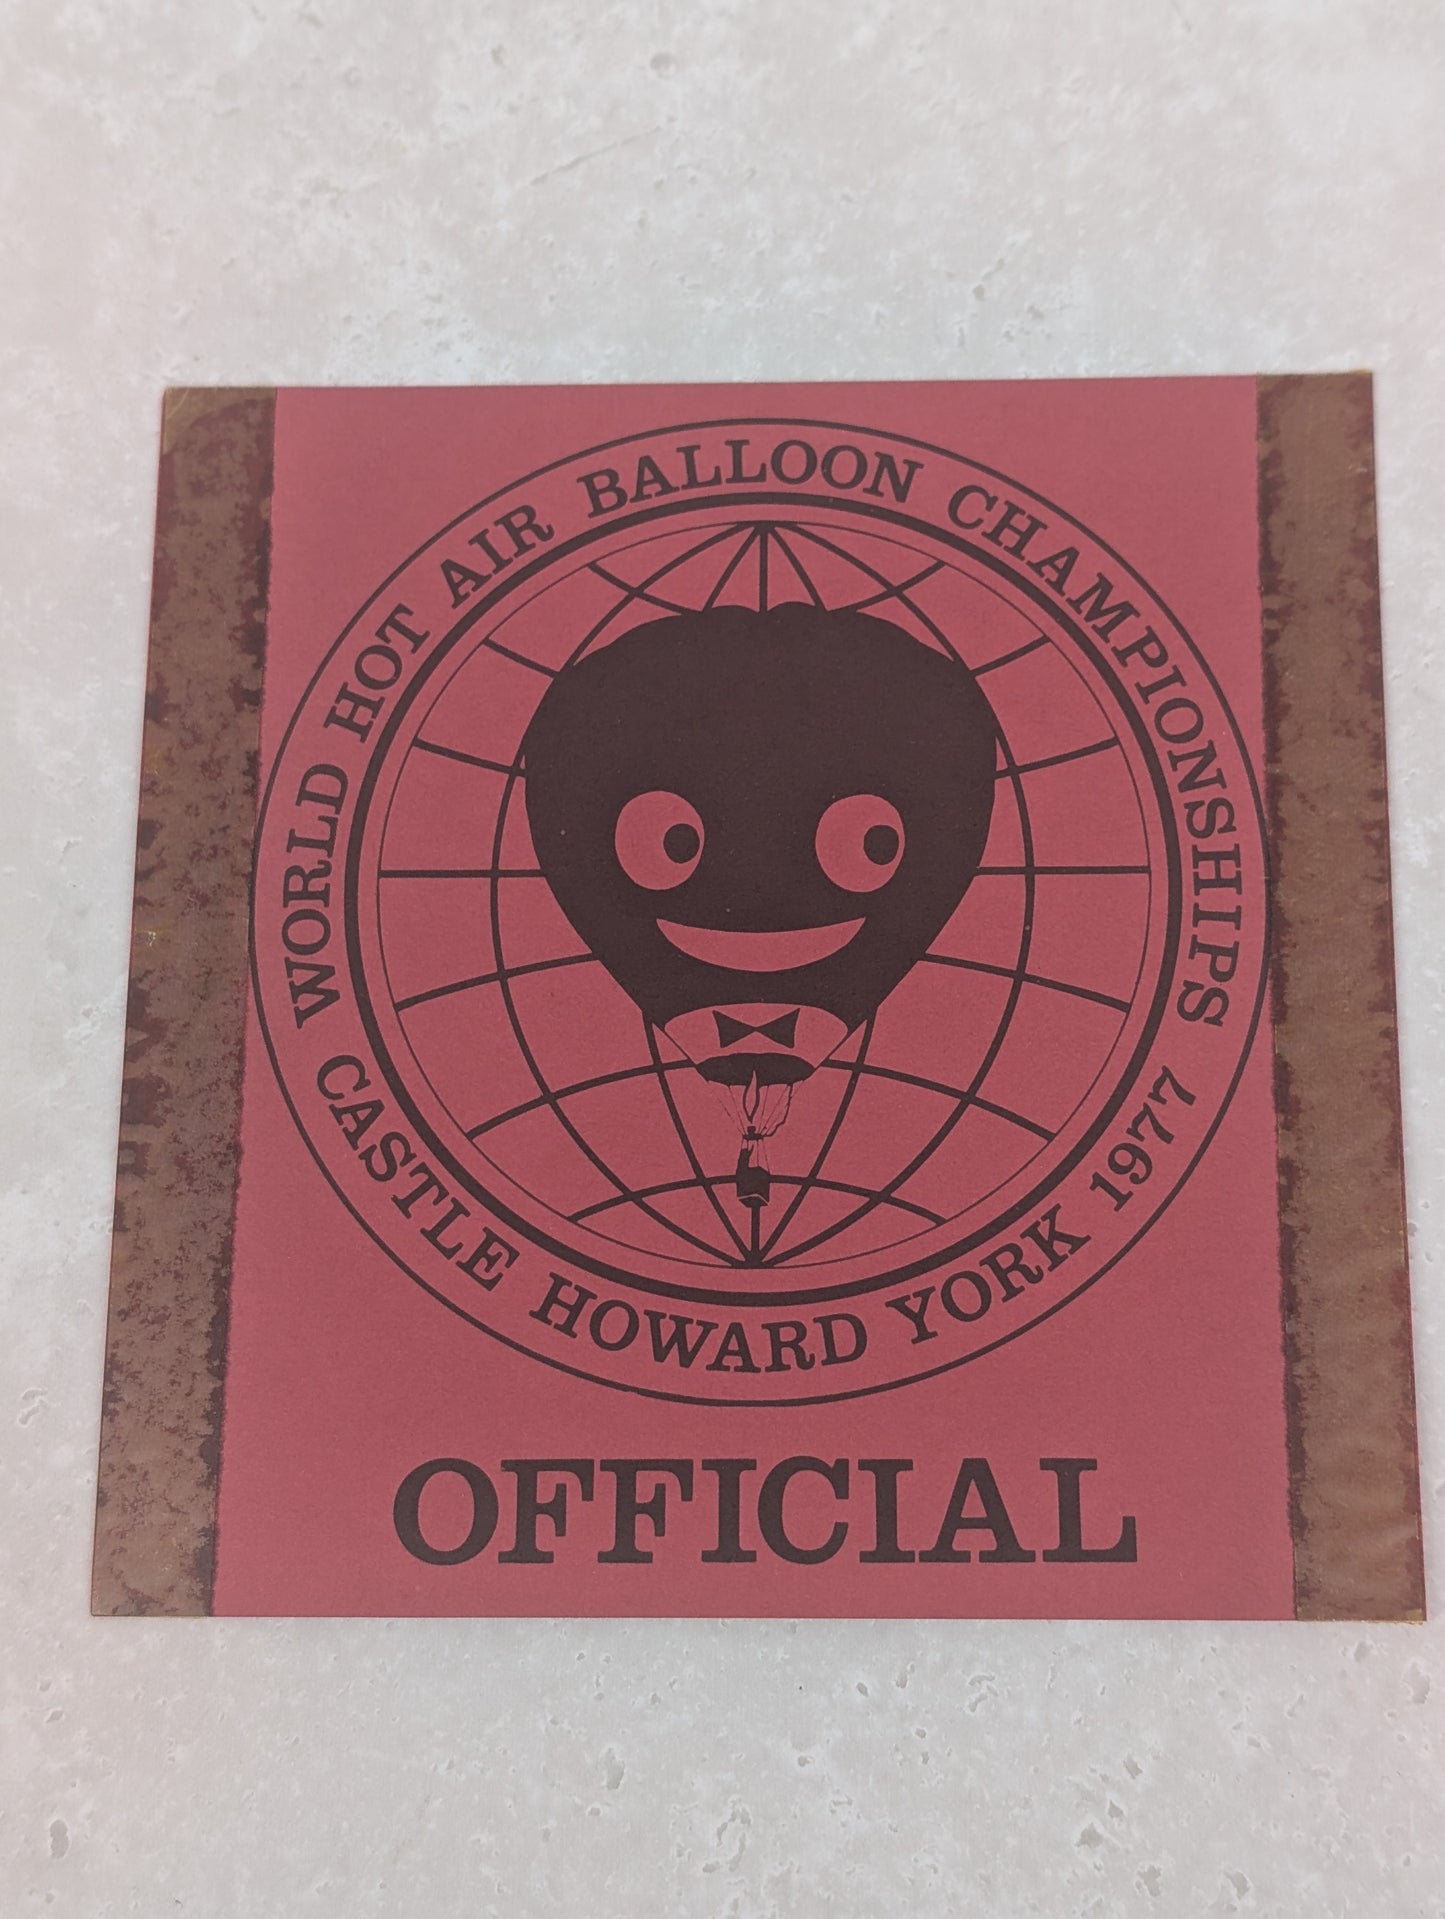 WORLD HOT AIR BALLOON CHAMPIONSHIPS
CASTLE HOWARD YORK 1977
OFFICIAL